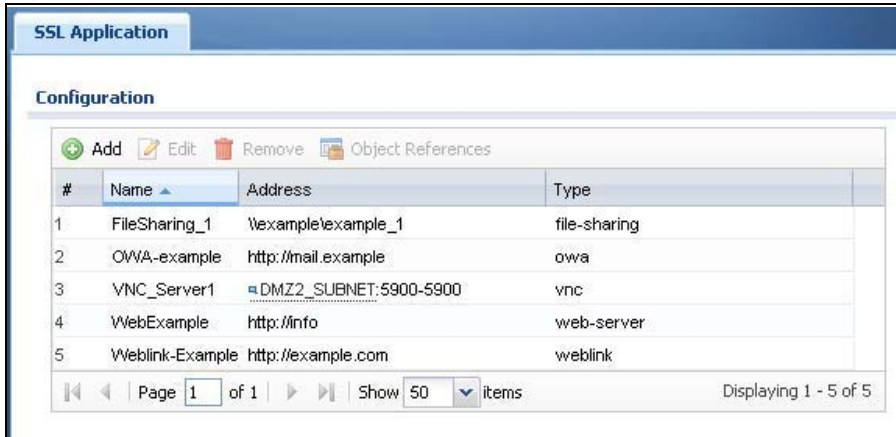 SSL Application
Configuration
Add Edit Remove Object References
# Name Address Type
1 FileSharing_1 \\example\example_1 file-sharing
2 OWA-example http://mail.example owa
3 VNC_Server1 DMZ2_SUBNET:5900-5900 vnc
4 WebExample http://info web-server
5 Weblink-Example http://example.com weblink
Page 1 of 1 Show 50 items Displaying 1 - 5 of 5